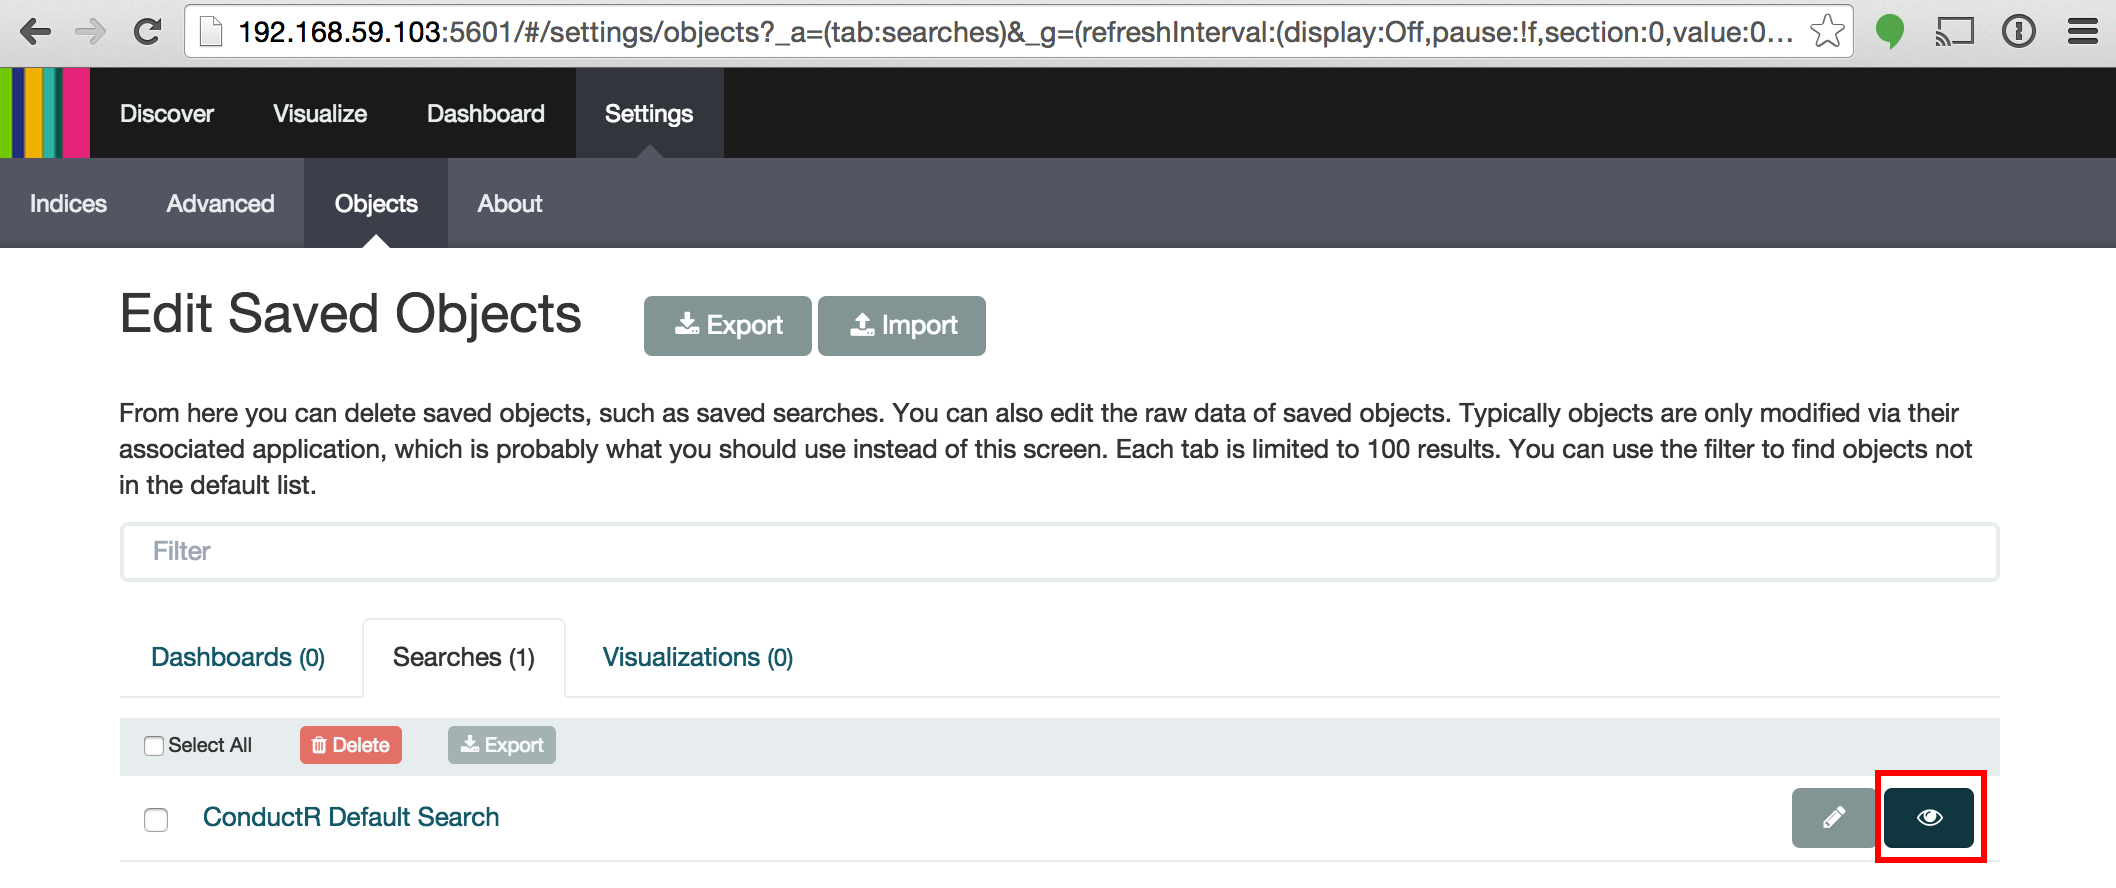 192.168.59.103:5601/#/settings/objects?_a=(tab:searches)&_g=(refreshInterval:(display:Off,pause:!f,section:0,value:0...
Discover Visualize Dashboard Settings
Indices Advanced Objects About
Edit Saved Objects Export Import
From here you can delete saved objects, such as saved searches. You can also edit the raw data of saved objects. Typically objects are only modified via their
associated application, which is probably what you should use instead of this screen. Each tab is limited to 100 results. You can use the filter to find objects not
in the default list.
Filter
Dashboards (0) Searches (1) Visualizations (0)
Select All Delete Export
ConductR Default Search